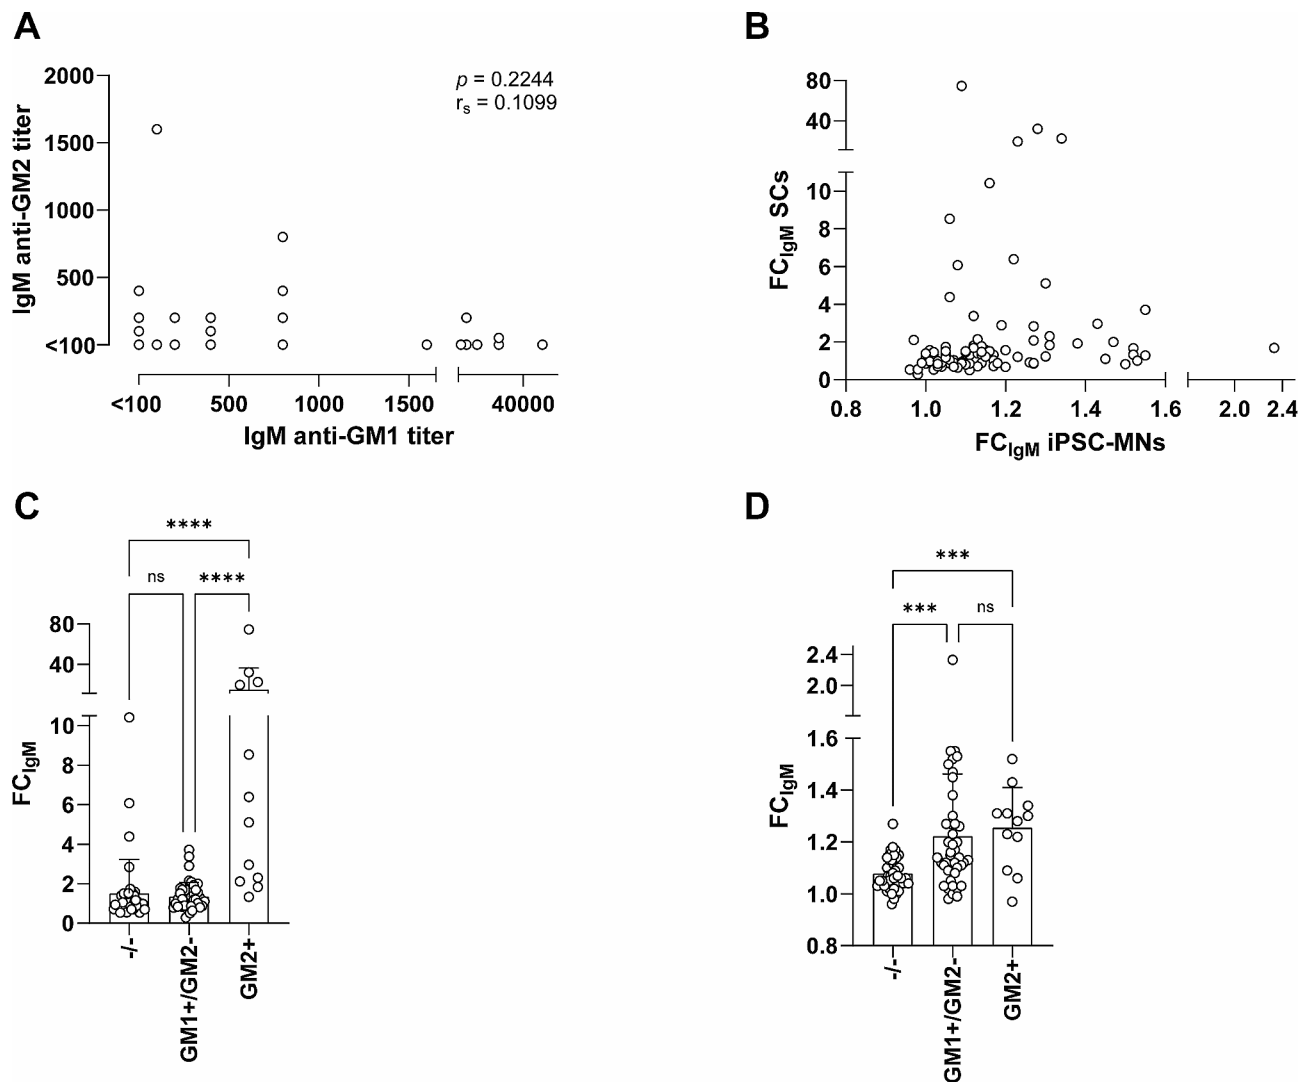 A
2000
1500
1000
500
<100
IgM anti-GM2 titer
p = 0.2244
rs = 0.1099
<100 500 1000 1500 40000
IgM anti-GM1 titer
B
80
40
10
8
6
4
2
0
FCIgM SCs
0.8 1.0 1.2 1.4 1.6 2.0 2.4
FCIgM iPSC-MNs
C
****
ns ****
80
40
10
8
6
4
2
0
FCIgM
-/-
GM1+/GM2-
GM2+
D
***
*** ns
2.4
2.0
1.6
1.4
1.2
1.0
0.8
FCIgM
-/-
GM1+/GM2-
GM2+